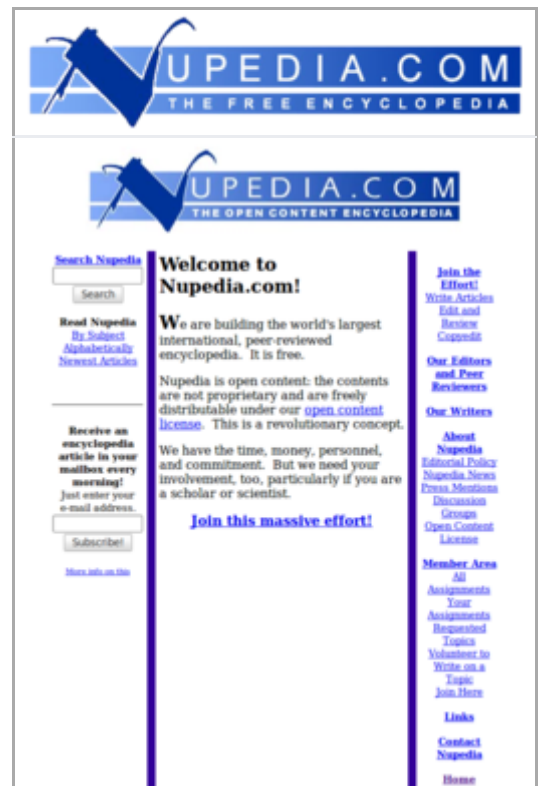 NUPEDIA.COM
THE FREE ENCYCLOPEDIA
NUPEDIA.COM
THE OPEN CONTENT ENCYCLOPEDIA
Search Nupedia
Search
Read Nupedia
By Subject
Alphabetically
Newest Articles
Receive an
encyclopedia
article in your
mailbox every
morning!
Just enter your
e-mail address.
Subscribe!
More info on this
Welcome to
Nupedia.com!
We are building the world's largest
international, peer-reviewed
encyclopedia. It is free.
Nupedia is open content: the contents
are not proprietary and are freely
distributable under our open content
license. This is a revolutionary concept.
We have the time, money, personnel,
and commitment. But we need your
involvement, too, particularly if you are
a scholar or scientist.
Join this massive effort!
Join the
Effort!
Write Articles
Edit and
Review
Copyedit
Our Editors
and Peer
Reviewers
Our Writers
About
Nupedia
Editorial Policy
Nupedia News
Press Mentions
Discussion
Groups
Open Content
License
Member Area
All
Assignments
Your
Assignments
Requested
Topics
Volunteer to
Write on a
Topic
Join Here
Links
Contact
Nupedia
Home